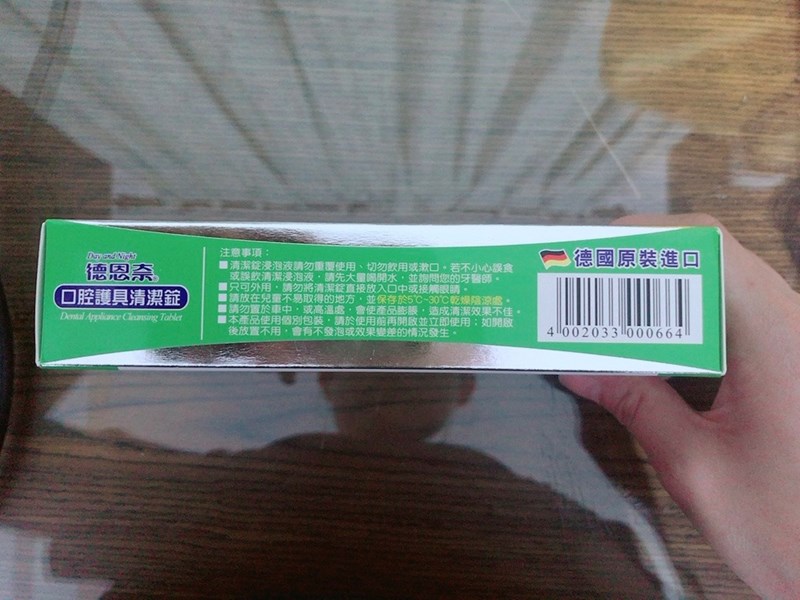 Day and Night
德恩奈®
口腔護具清潔錠
Dental Appliance Cleansing Tablet
注意事項：
■清潔錠浸泡液請勿重覆使用、切勿飲用或漱口。若不小心誤食
或誤飲清潔浸泡液，請先大量喝開水，並詢問您的牙醫師。
■只可外用，請勿將清潔錠直接放入口中或接觸眼睛。
■請放在兒童不易取得的地方，並保存於5℃~30℃乾燥陰涼處。
■請勿置於車中，或高溫處，會使產品膨脹，造成清潔效果不佳。
■本產品使用個別包裝，請於使用前再開啟並立即使用；如開啟
後放置不用，會有不發泡或效果變差的情況發生。
德國原裝進口
4 002033 000664